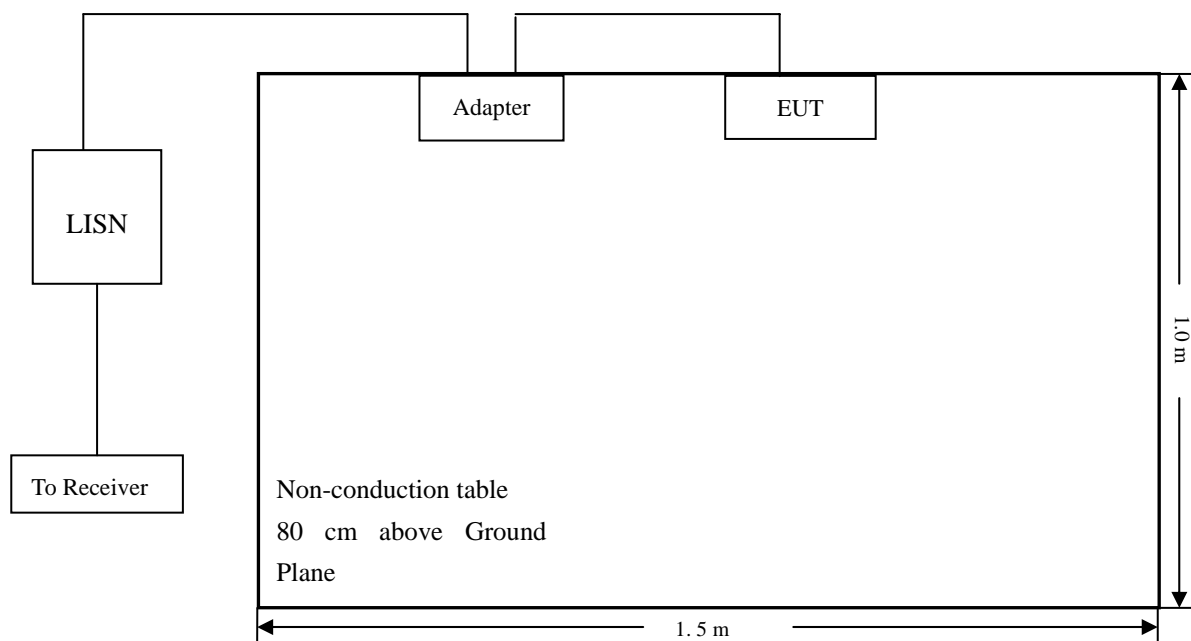 Adapter
EUT
LISN
1.0 m
To Receiver
Non-conduction table
80 cm above Ground
Plane
1. 5 m